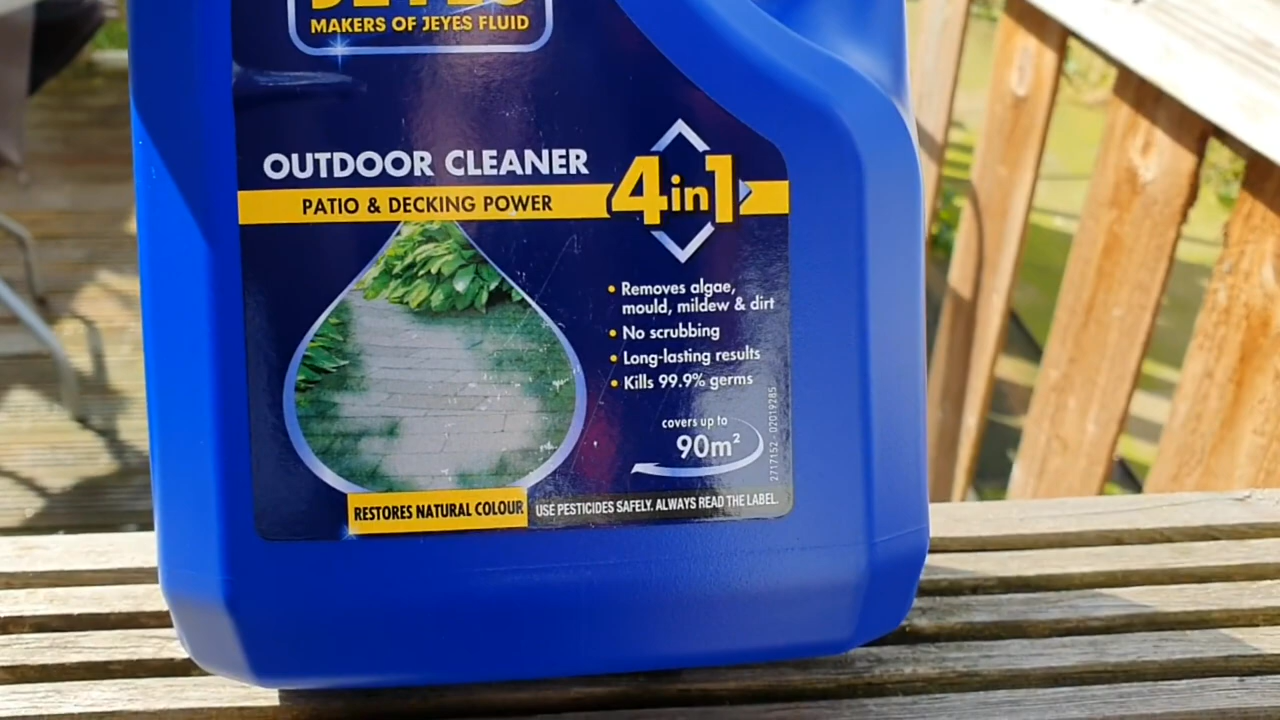 JEYES
MAKERS OF JEYES FLUID
OUTDOOR CLEANER
PATIO & DECKING POWER
4in1
• Removes algae,
mould, mildew & dirt
• No scrubbing
• Long-lasting results
• Kills 99.9% germs
covers up to
90m²
2717152 - 02019285
RESTORES NATURAL COLOUR
USE PESTICIDES SAFELY. ALWAYS READ THE LABEL.